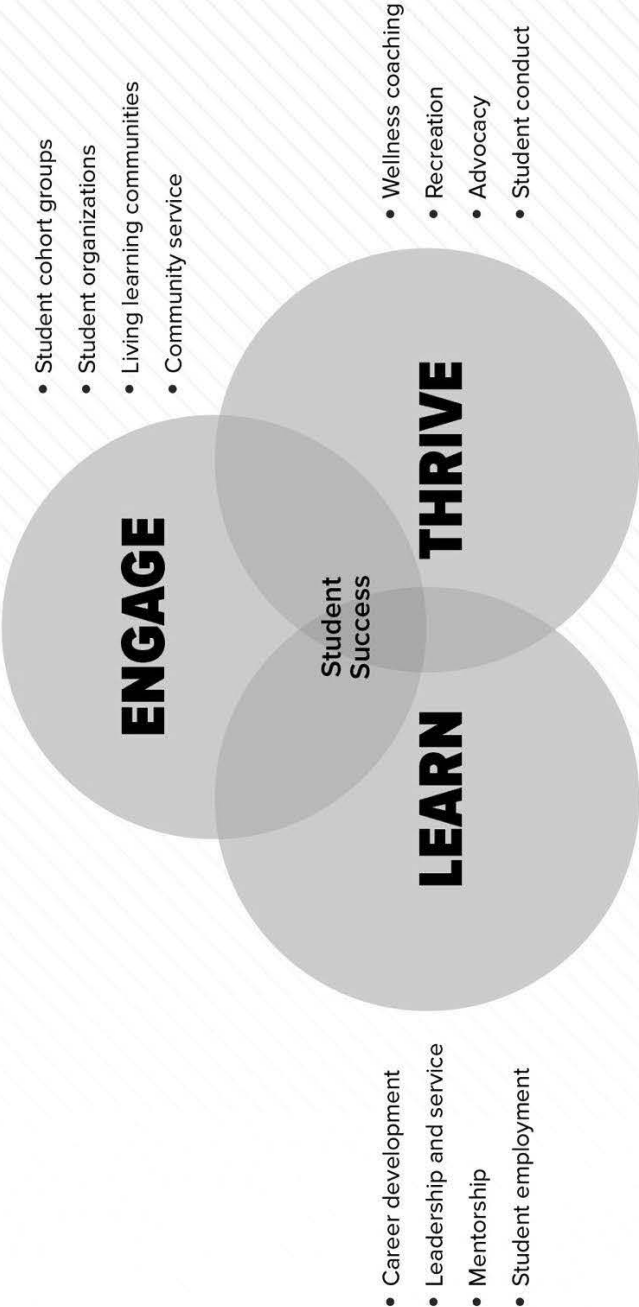 ENGAGE
• Student cohort groups
• Student organizations
• Living learning communities
• Community service
Student
Success
LEARN
• Career development
• Leadership and service
• Mentorship
• Student employment
THRIVE
• Wellness coaching
• Recreation
• Advocacy
• Student conduct